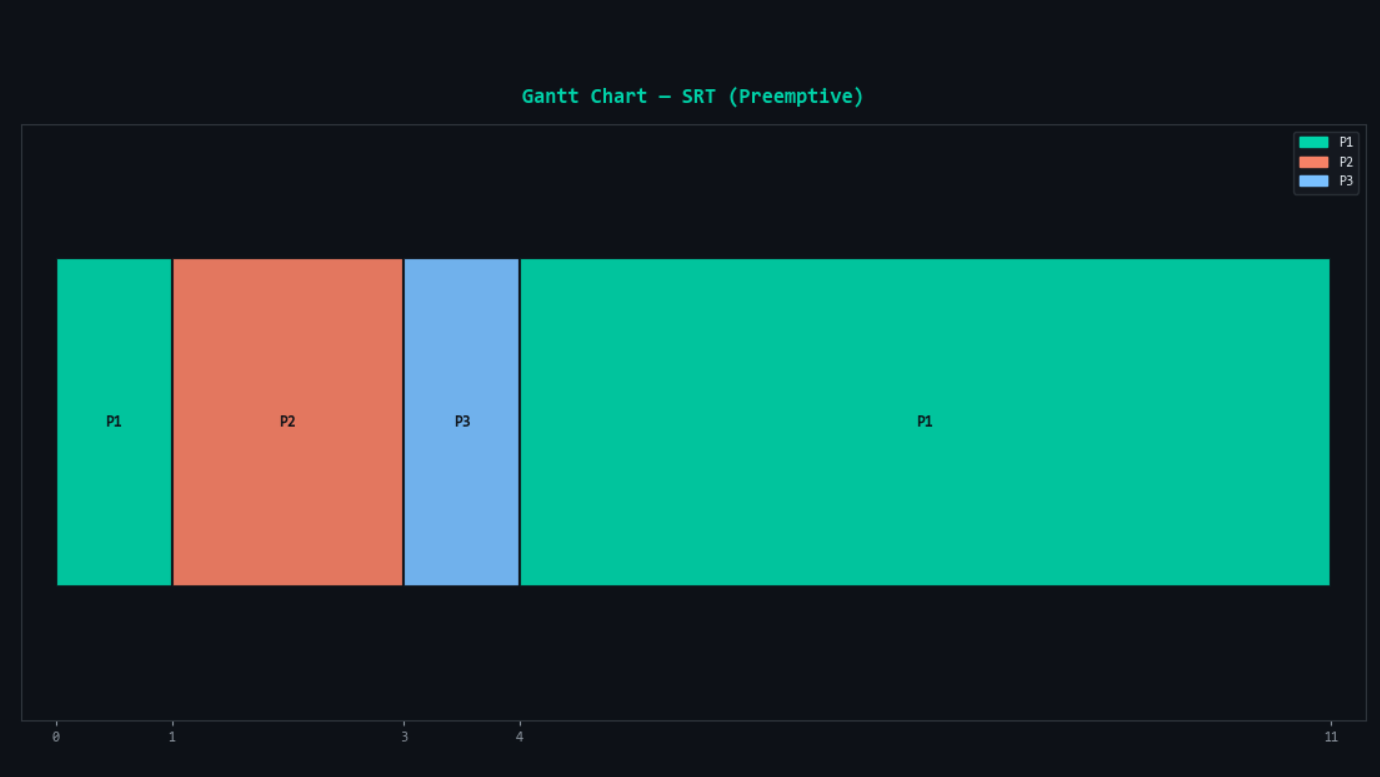 Gantt Chart — SRT (Preemptive)
P1
P2
P3
P1 P2 P3 P1
0 1 3 4 11